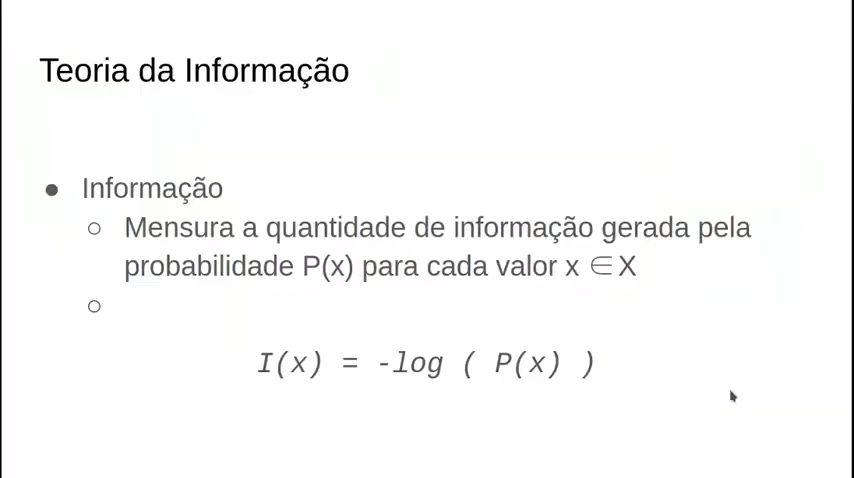 Teoria da Informação
● Informação
○ Mensura a quantidade de informação gerada pela
probabilidade P(x) para cada valor x ∈ X
○
I(x) = -log ( P(x) )